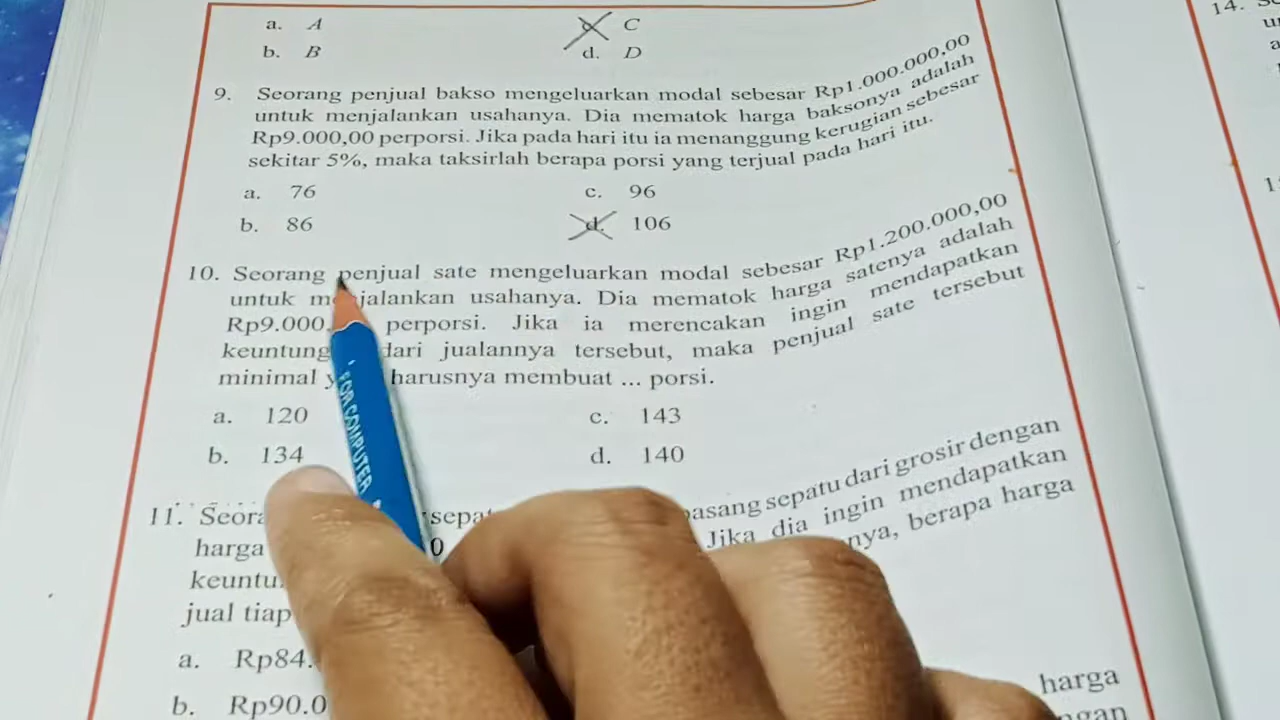 a. A
c. C
b. B
d. D
9. Seorang penjual bakso mengeluarkan modal sebesar Rp1.000.000,00
untuk menjalankan usahanya. Dia mematok harga baksonya adalah
Rp9.000,00 perporsi. Jika pada hari itu ia menanggung kerugian sebesar
sekitar 5%, maka taksirlah berapa porsi yang terjual pada hari itu.
a. 76
c. 96
b. 86
d. 106
10. Seorang penjual sate mengeluarkan modal sebesar Rp1.200.000,00
untuk menjalankan usahanya. Dia mematok harga satenya adalah
Rp9.000, perporsi. Jika ia merencakan ingin mendapatkan
keuntung dari jualannya tersebut, maka penjual sate tersebut
minimal y harusnya membuat ... porsi.
a. 120
c. 143
b. 134
d. 140
11. Seora sepat pasang sepatu dari grosir dengan
harga 0 Jika dia ingin mendapatkan
keuntu nya, berapa harga
jual tiap
a. Rp84.
b. Rp90.0
harga
ngan
14.
FOR COMPUTER